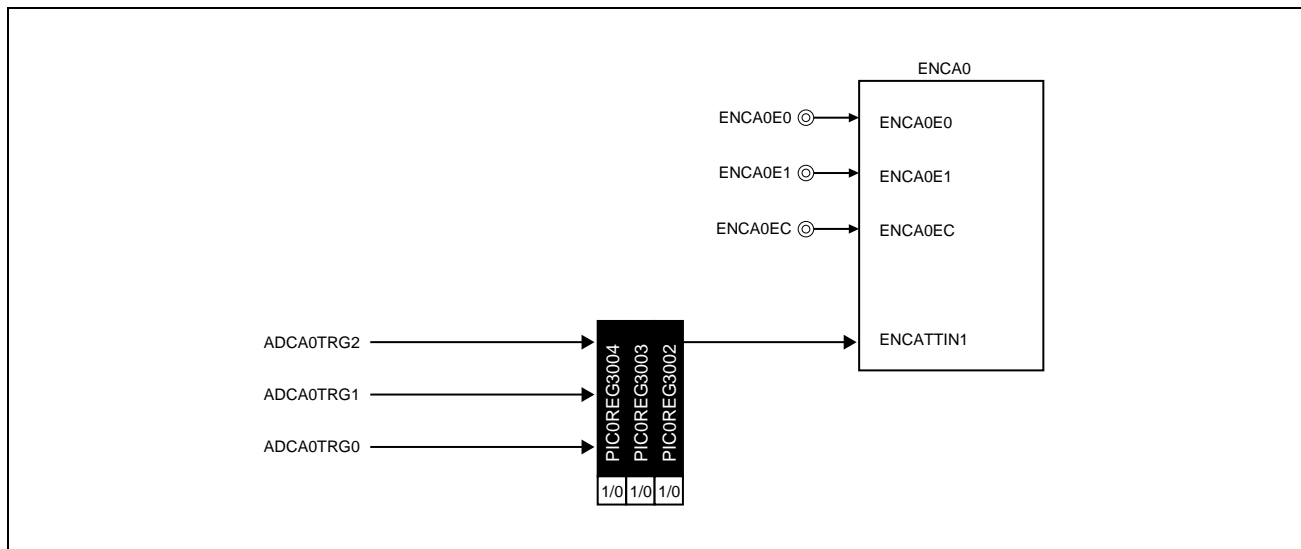 ENCA0
ENCA0E0 ENCA0E0
ENCA0E1 ENCA0E1
ENCA0EC ENCA0EC
ADCA0TRG2 ENCATTIN1
ADCA0TRG1
ADCA0TRG0
PIC0REG3004
PIC0REG3003
PIC0REG3002
1/0 1/0 1/0